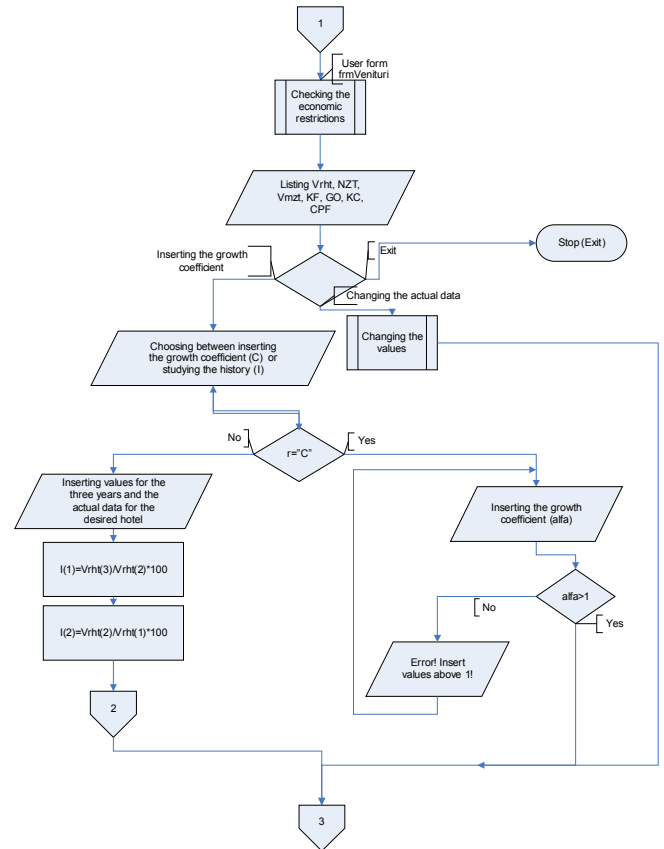 1
User form
frmVenituri
Checking the
economic
restrictions
Listing Vrht, NZT,
Vmzt, KF, GO, KC,
CPF
Inserting the growth
coefficient
Exit
Stop (Exit)
Changing the actual data
Changing the
values
Choosing between inserting
the growth coefficient (C) or
studying the history (I)
No
r="C"
Yes
Inserting values for the
three years and the
actual data for the
desired hotel
Inserting the growth
coefficient (alfa)
I(1)=Vrht(3)/Vrht(2)*100
alfa>1
No
Yes
I(2)=Vrht(2)/Vrht(1)*100
Error! Insert
values above 1!
2
3